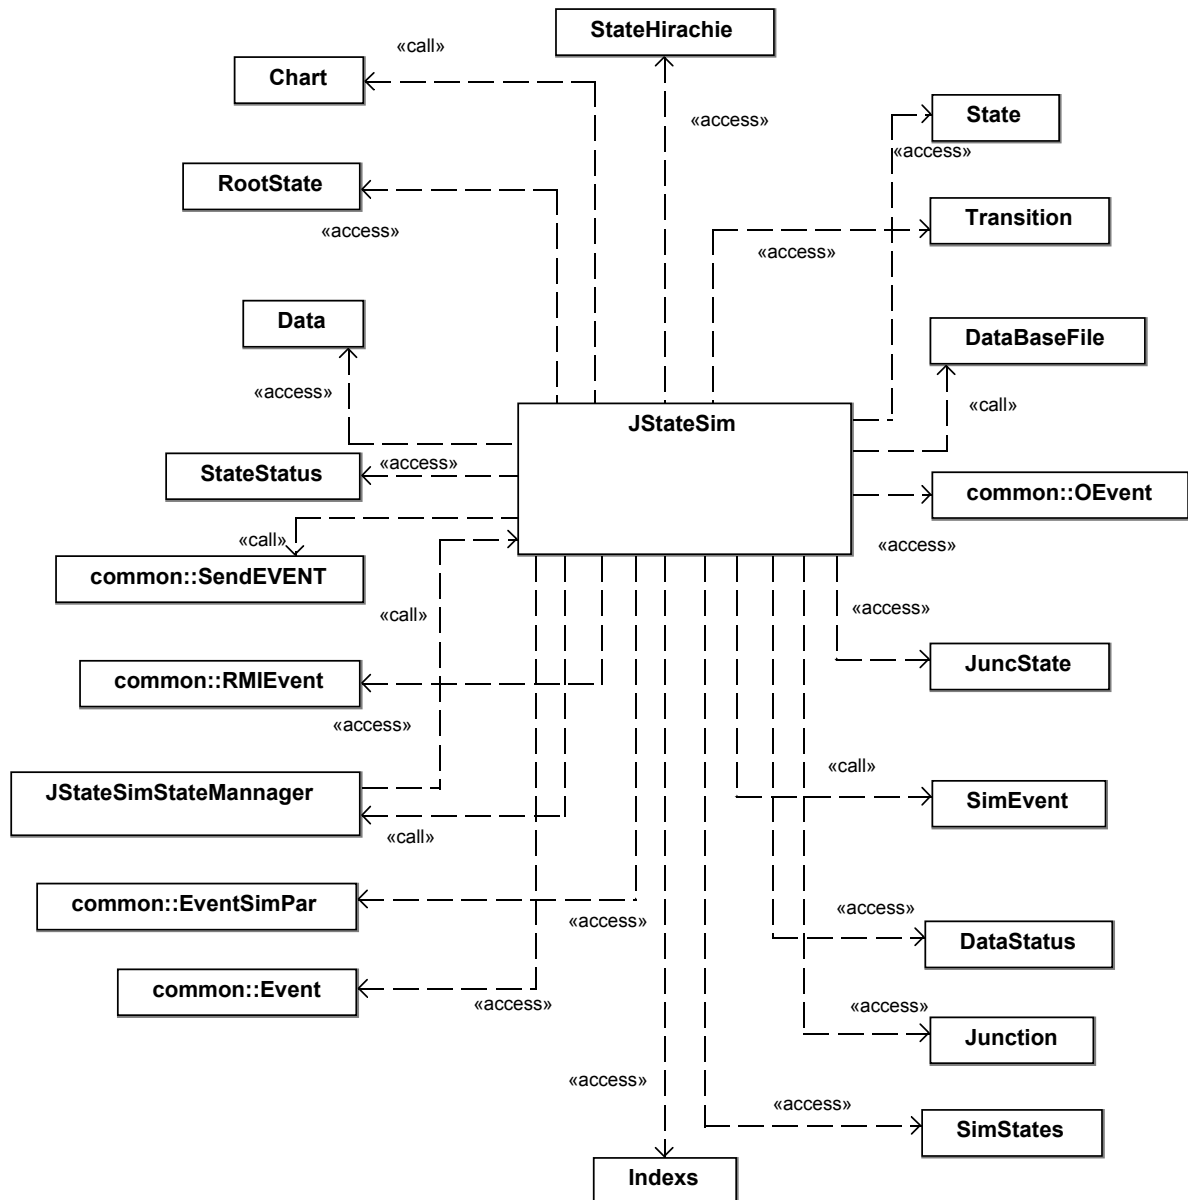 StateHirachie
«call»
Chart
«access»
State
«access»
RootState
Transition
«access»
«access»
Data
DataBaseFile
«access»
«call»
JStateSim
StateStatus
«access»
common::OEvent
«call»
«access»
common::SendEVENT
«call»
«access»
JuncState
common::RMIEvent
«access»
«call»
JStateSimStateMannager
SimEvent
«call»
common::EventSimPar
«access»
«access»
DataStatus
common::Event
«access»
«access»
Junction
«access»
«access»
SimStates
Indexs